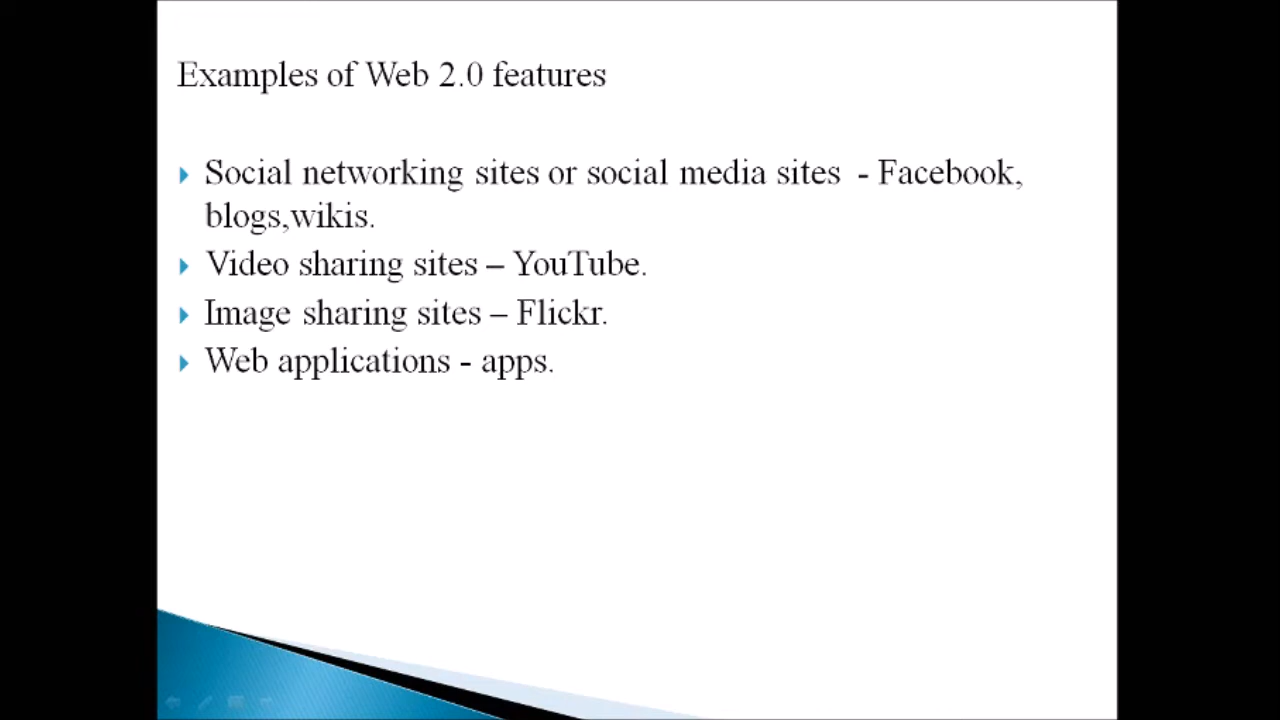 Examples of Web 2.0 features
Social networking sites or social media sites - Facebook,
blogs,wikis.
Video sharing sites – YouTube.
Image sharing sites – Flickr.
Web applications - apps.